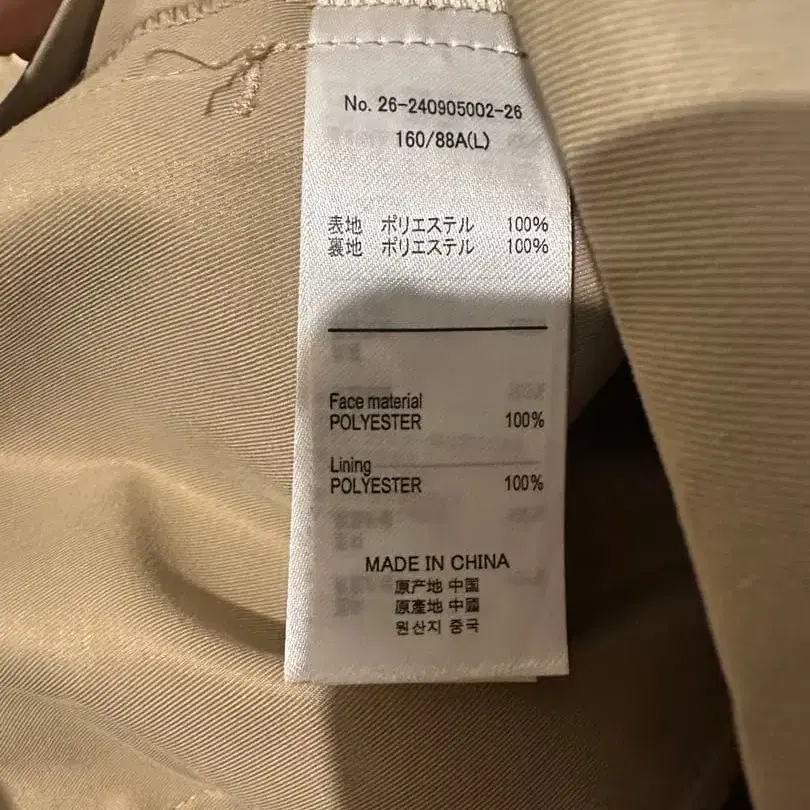 No. 26-240905002-26
160/88A(L)
表地 ポリエステル 100%
裏地 ポリエステル 100%
Face material
POLYESTER 100%
Lining
POLYESTER 100%
MADE IN CHINA
原产地 中国
原產地 中國
원산지 중국